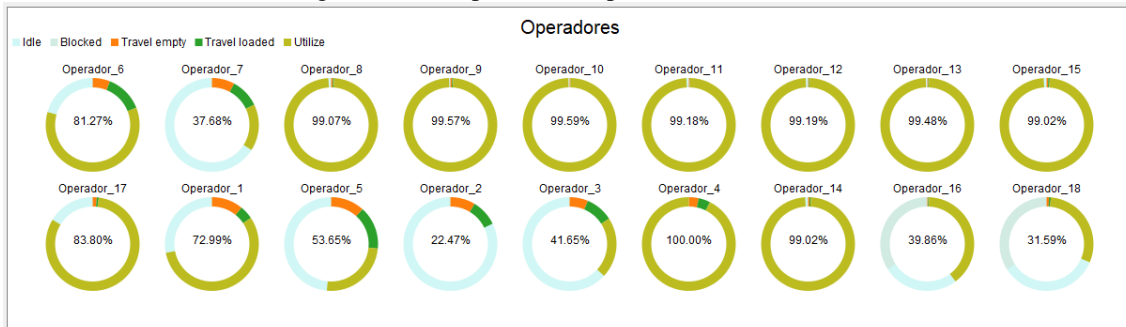 Operadores
Idle Blocked Travel empty Travel loaded Utilize
Operador_6 Operador_7 Operador_8 Operador_9 Operador_10 Operador_11 Operador_12 Operador_13 Operador_15
81.27% 37.68% 99.07% 99.57% 99.59% 99.18% 99.19% 99.48% 99.02%
Operador_17 Operador_1 Operador_5 Operador_2 Operador_3 Operador_4 Operador_14 Operador_16 Operador_18
83.80% 72.99% 53.65% 22.47% 41.65% 100.00% 99.02% 39.86% 31.59%